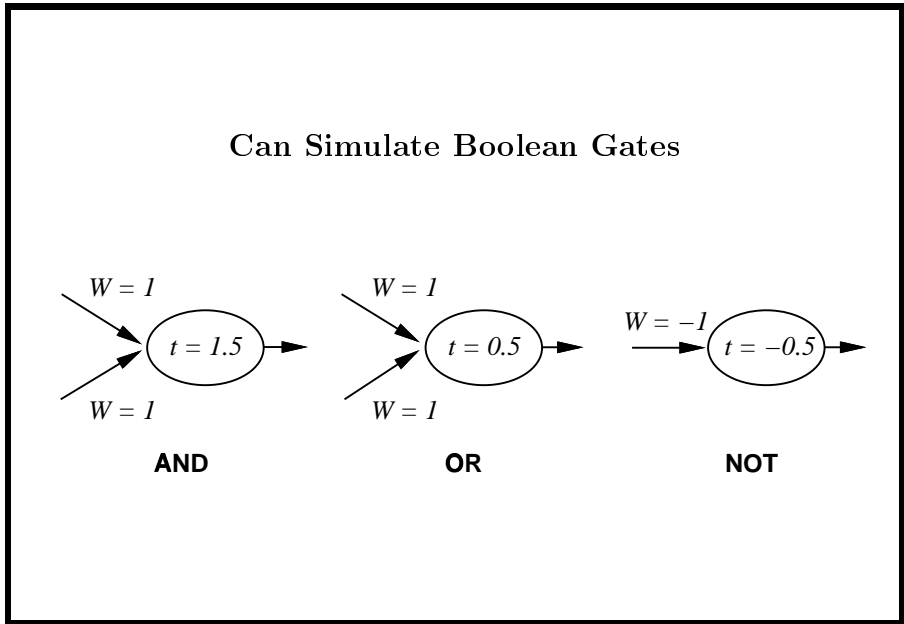 Can Simulate Boolean Gates
W = 1
W = 1
W = −1
t = 1.5
t = 0.5
t = −0.5
W = 1
W = 1
AND
OR
NOT